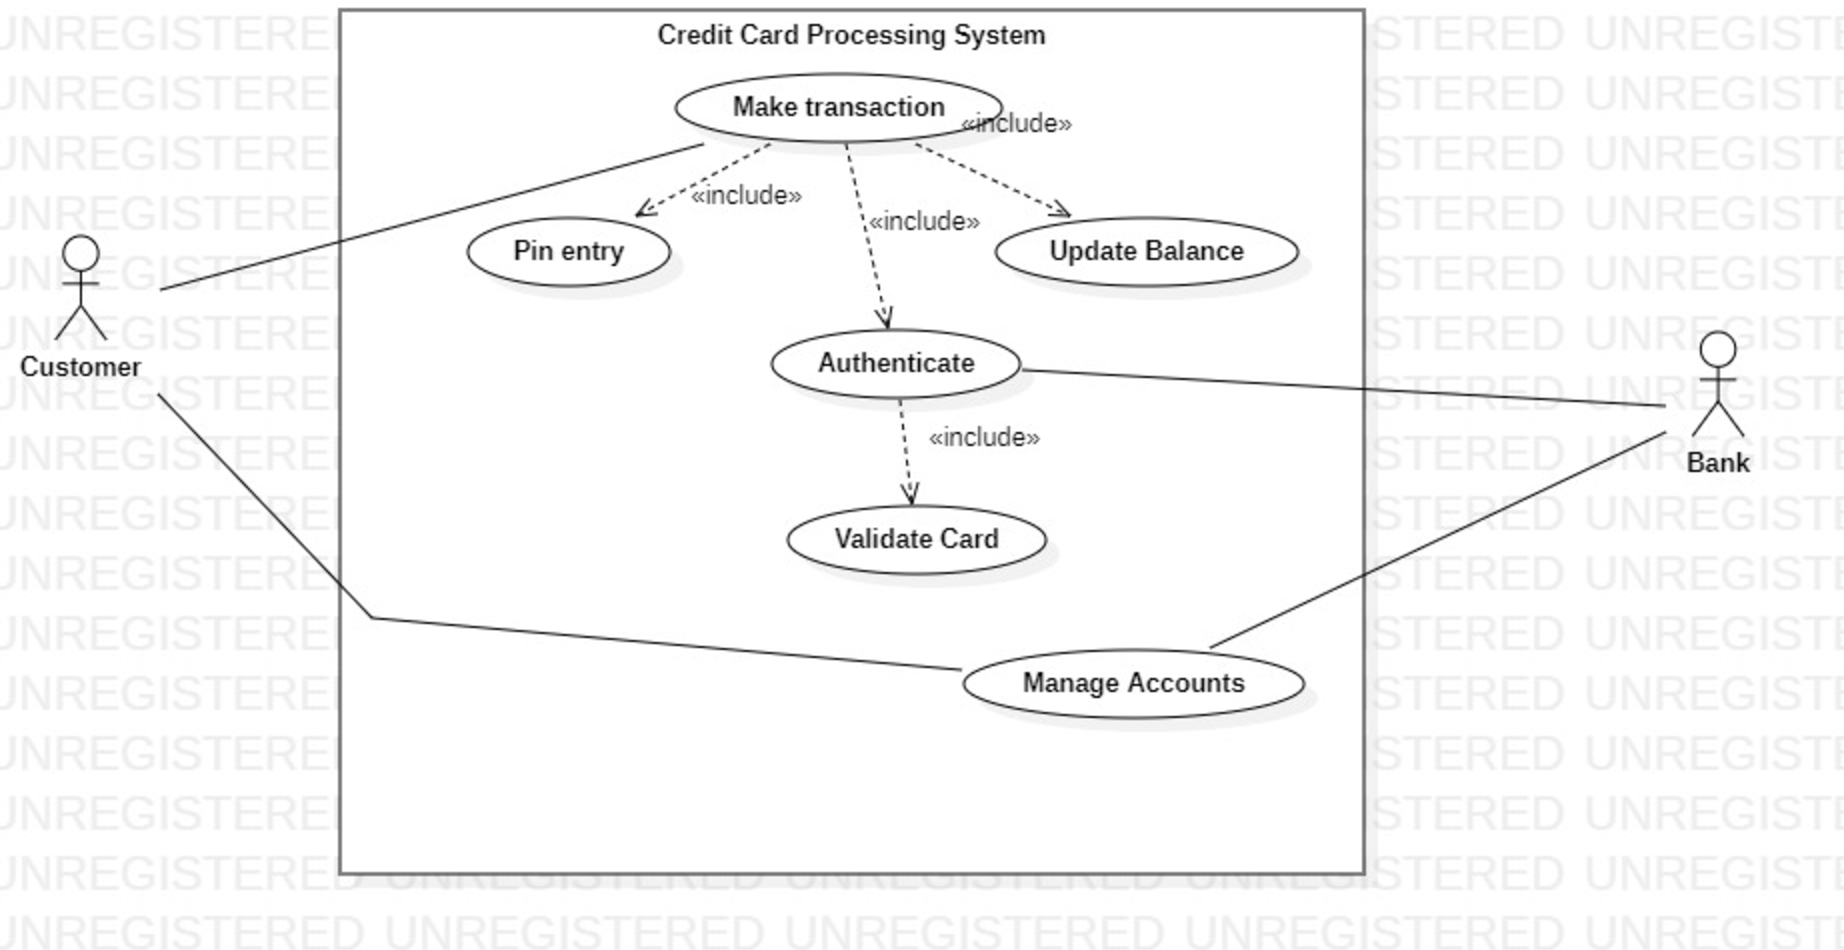 Credit Card Processing System
Make transaction
«include»
«include»
«include»
Pin entry
Update Balance
Customer
Authenticate
«include»
Bank
Validate Card
Manage Accounts
UNREGISTERED UNREGISTERED UNREGISTERED UNREGISTERED